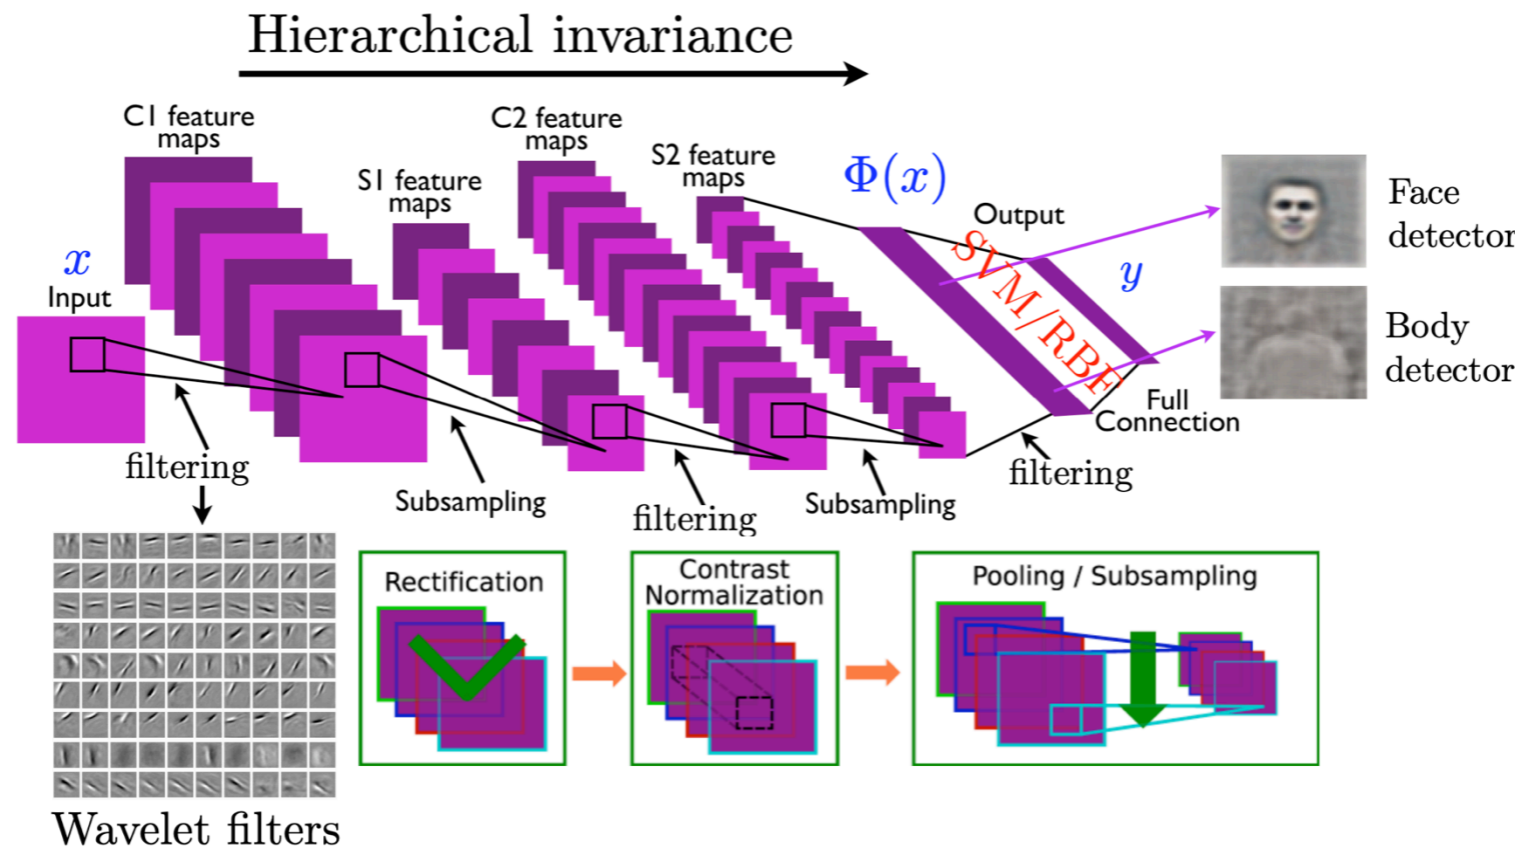 Hierarchical invariance
C1 feature
maps
S1 feature
maps
C2 feature
maps
S2 feature
maps
Φ(x)
Output
SVM/RBF
y
Face
detector
Body
detector
x
Input
Full
Connection
filtering
Subsampling
filtering
Subsampling
filtering
Wavelet filters
Rectification
Contrast
Normalization
Pooling / Subsampling